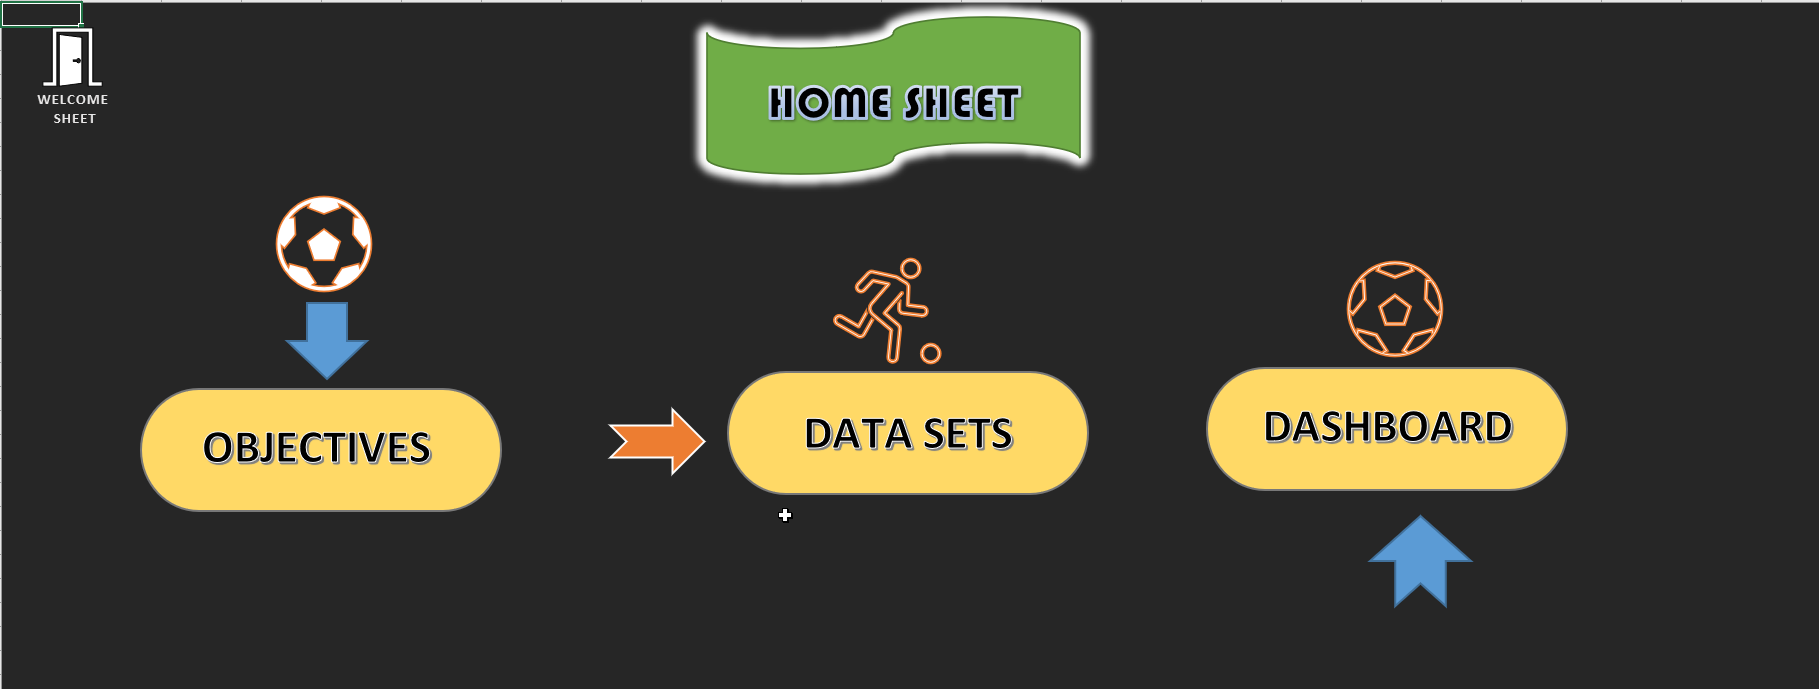 WELCOME
SHEET
HOME SHEET
OBJECTIVES
DATA SETS
DASHBOARD